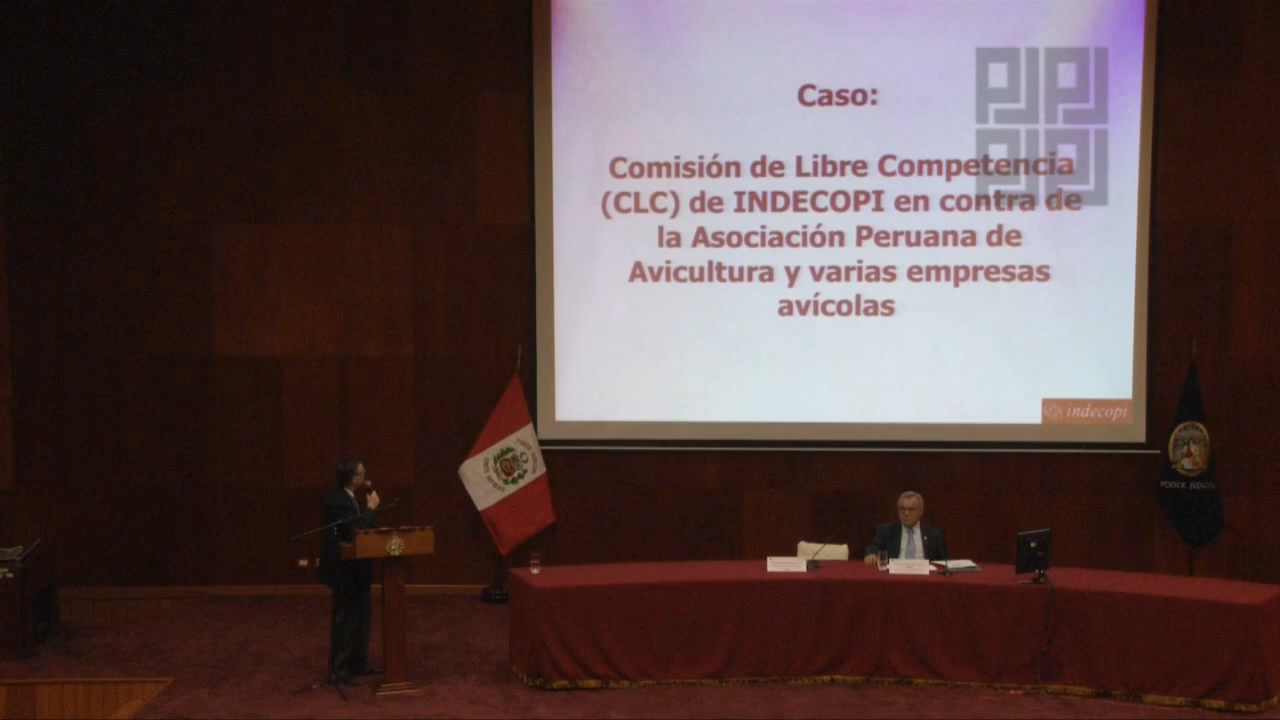 Caso:
Comisión de Libre Competencia
(CLC) de INDECOPI en contra de
la Asociación Peruana de
Avicultura y varias empresas
avícolas
indecopi
PODER JUDICIAL